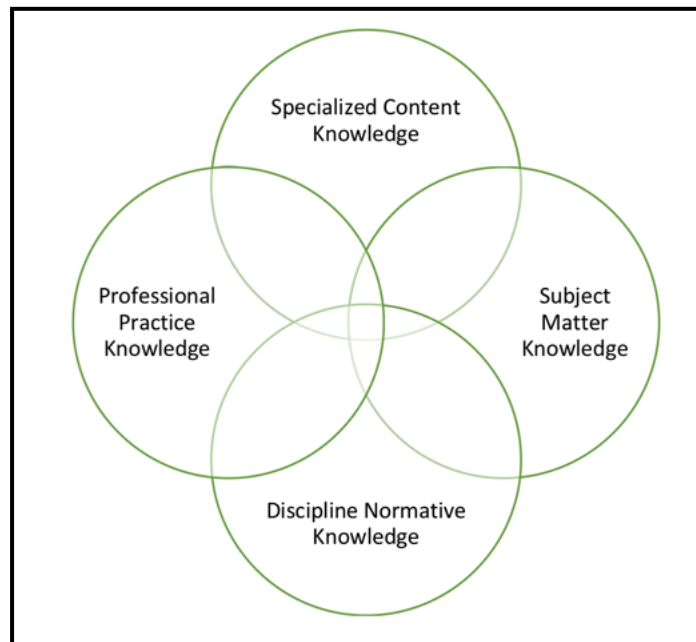 Specialized Content
Knowledge
Professional
Practice
Knowledge
Subject
Matter
Knowledge
Discipline Normative
Knowledge